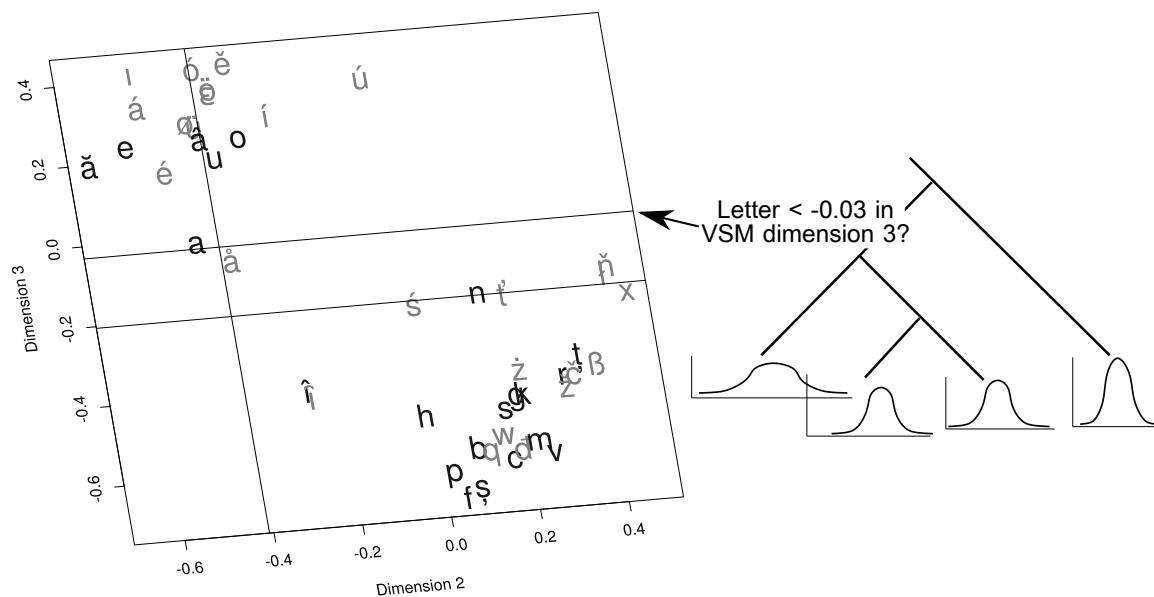 0.4
0.2
0.0
-0.2
-0.4
-0.6
Dimension 3
-0.6
-0.4
-0.2
0.0
0.2
0.4
Dimension 2
ı
ó
ě
ú
á
í
ø
o
e
â
u
ă
é
a
å
ň
n
ť
x
ś
ț
ß
ż
r
č
ž
î
k
s
h
w
b
q
đ
m
c
v
p
f
ș
Letter < -0.03 in
VSM dimension 3?